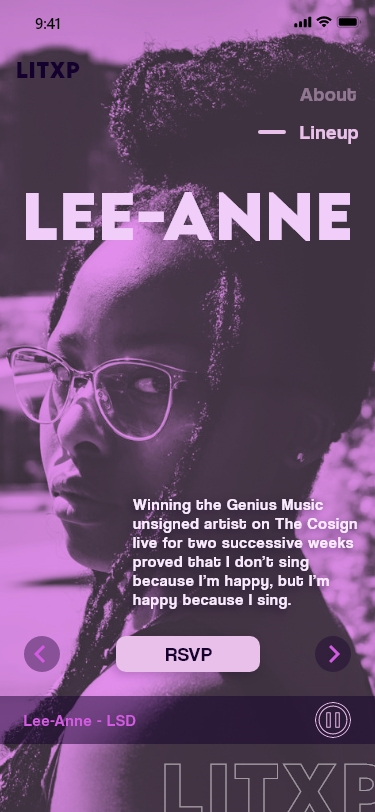 9:41
LITXP
About
Lineup
LEE-ANNE
Winning the Genius Music
unsigned artist on The Cosign
live for two successive weeks
proved that I don't sing
because I'm happy, but I'm
happy because I sing.
RSVP
Lee-Anne - LSD
LITXP